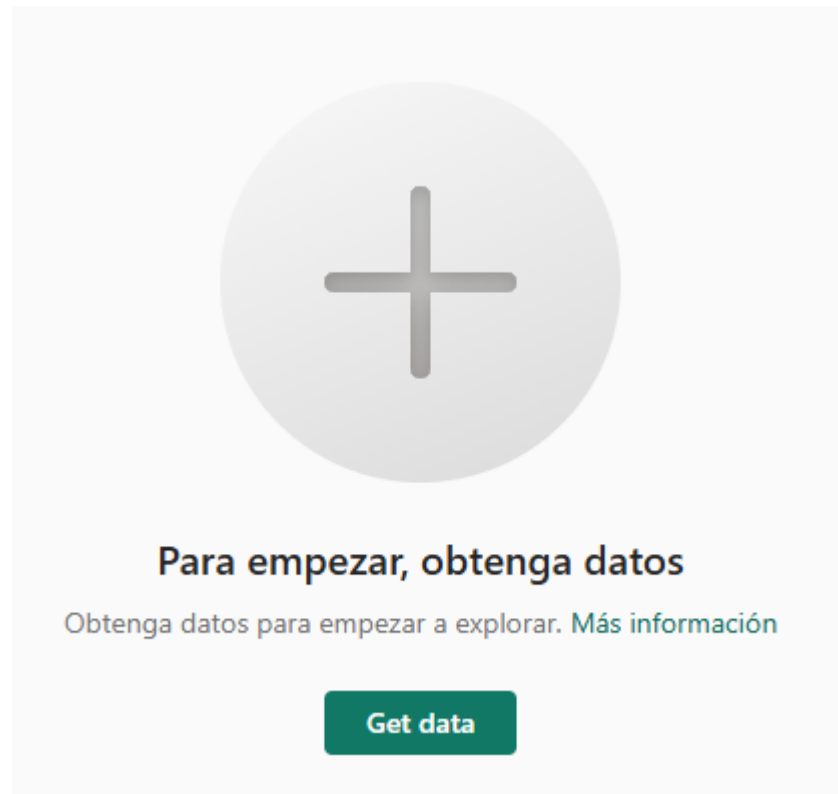 Para empezar, obtenga datos
Obtenga datos para empezar a explorar. Más información
Get data